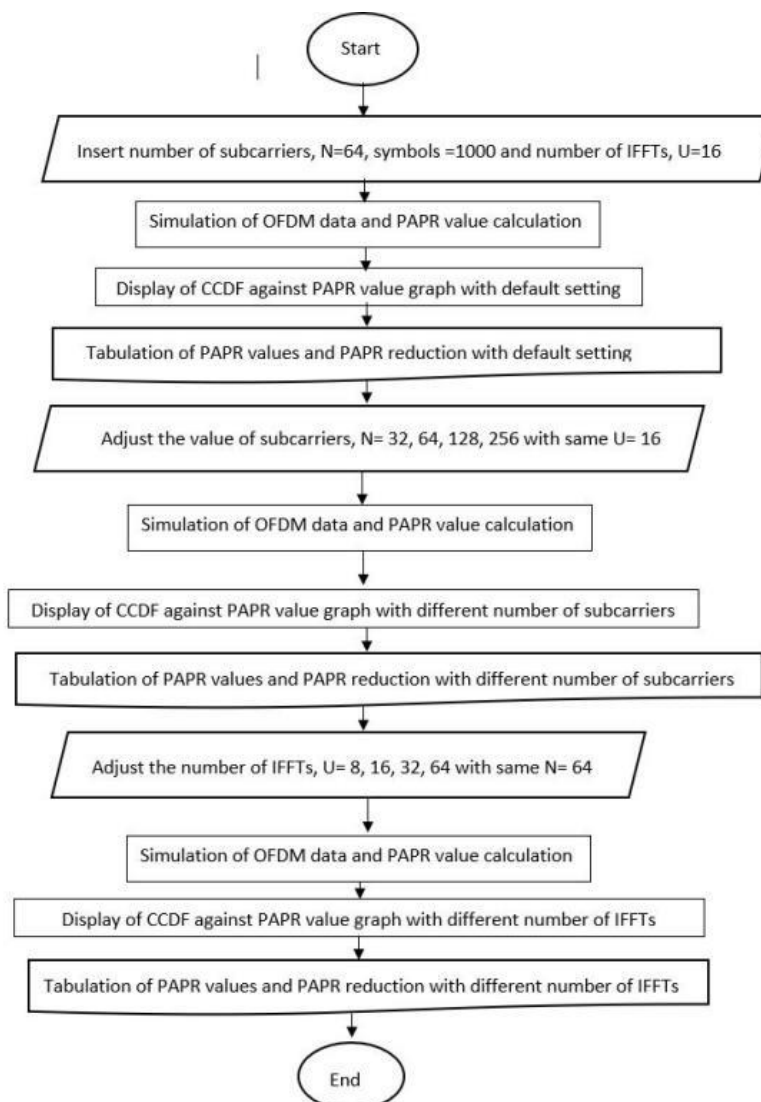 Start
Insert number of subcarriers, N=64, symbols =1000 and number of IFFTs, U=16
Simulation of OFDM data and PAPR value calculation
Display of CCDF against PAPR value graph with default setting
Tabulation of PAPR values and PAPR reduction with default setting
Adjust the value of subcarriers, N= 32, 64, 128, 256 with same U= 16
Simulation of OFDM data and PAPR value calculation
Display of CCDF against PAPR value graph with different number of subcarriers
Tabulation of PAPR values and PAPR reduction with different number of subcarriers
Adjust the number of IFFTs, U= 8, 16, 32, 64 with same N= 64
Simulation of OFDM data and PAPR value calculation
Display of CCDF against PAPR value graph with different number of IFFTs
Tabulation of PAPR values and PAPR reduction with different number of IFFTs
End